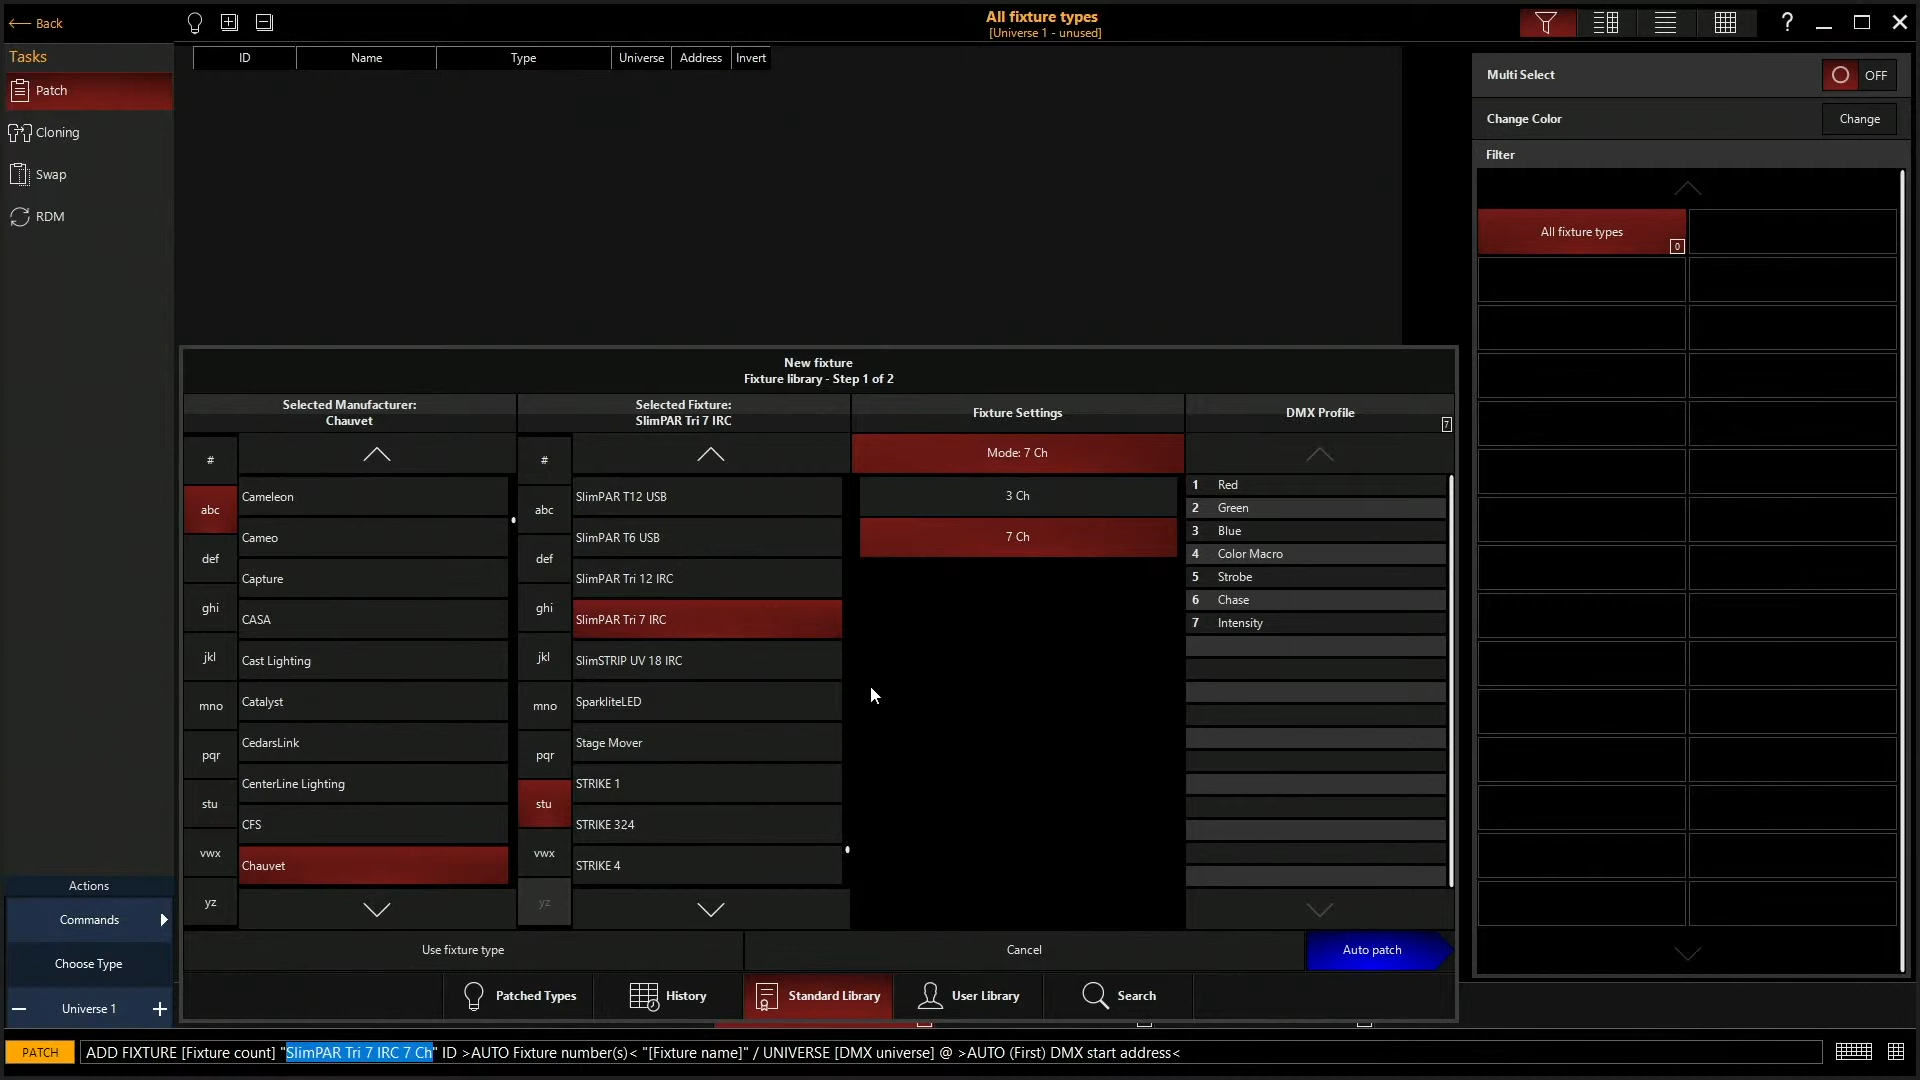 Back
All fixture types
[Universe 1 - unused]
Tasks
Patch
Cloning
Swap
RDM
ID Name Type Universe Address Invert
Multi Select OFF
Change Color Change
Filter
All fixture types 0
New fixture
Fixture library - Step 1 of 2
Selected Manufacturer:
Chauvet
#
abc
def
ghi
jkl
mno
pqr
stu
vwx
yz
Cameleon
Cameo
Capture
CASA
Cast Lighting
Catalyst
CedarsLink
CenterLine Lighting
CFS
Chauvet
Selected Fixture:
SlimPAR Tri 7 IRC
#
abc
def
ghi
jkl
mno
pqr
stu
vwx
yz
SlimPAR T12 USB
SlimPAR T6 USB
SlimPAR Tri 12 IRC
SlimPAR Tri 7 IRC
SlimSTRIP UV 18 IRC
SparkliteLED
Stage Mover
STRIKE 1
STRIKE 324
STRIKE 4
Fixture Settings
Mode: 7 Ch
3 Ch
7 Ch
DMX Profile 7
1 Red
2 Green
3 Blue
4 Color Macro
5 Strobe
6 Chase
7 Intensity
Use fixture type Cancel Auto patch
Patched Types History Standard Library User Library Search
Actions
Commands
Choose Type
− Universe 1 +
PATCH ADD FIXTURE [Fixture count] "SlimPAR Tri 7 IRC 7 Ch" ID >AUTO Fixture number(s)< "[Fixture name]" / UNIVERSE [DMX universe] @ >AUTO (First) DMX start address<